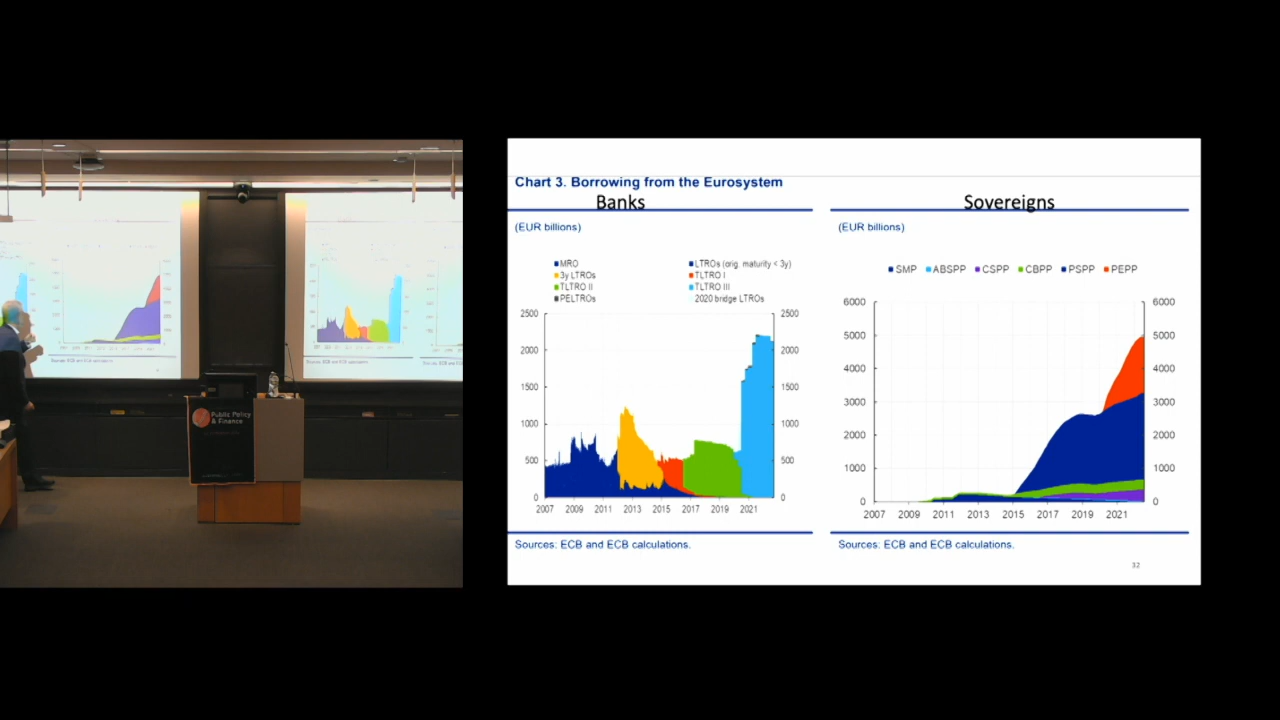 Public Policy
& Finance
Chart 3. Borrowing from the Eurosystem
Banks
Sovereigns
(EUR billions)
(EUR billions)
MRO
LTROs (orig. maturity < 3y)
3y LTROs
TLTRO I
TLTRO II
TLTRO III
PELTROs
2020 bridge LTROs
SMP ABSPP CSPP CBPP PSPP PEPP
2500
2000
1500
1000
500
0
2500
2000
1500
1000
500
0
2007 2009 2011 2013 2015 2017 2019 2021
6000
5000
4000
3000
2000
1000
0
6000
5000
4000
3000
2000
1000
0
2007 2009 2011 2013 2015 2017 2019 2021
Sources: ECB and ECB calculations.
Sources: ECB and ECB calculations.
32